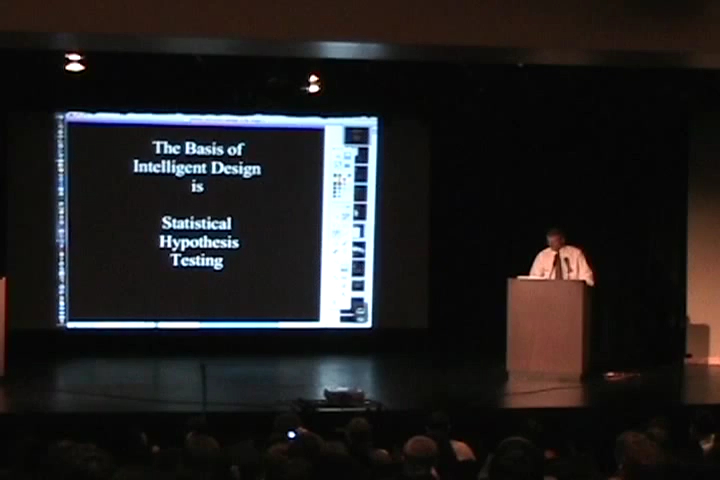 The Basis of
Intelligent Design
is
Statistical
Hypothesis
Testing